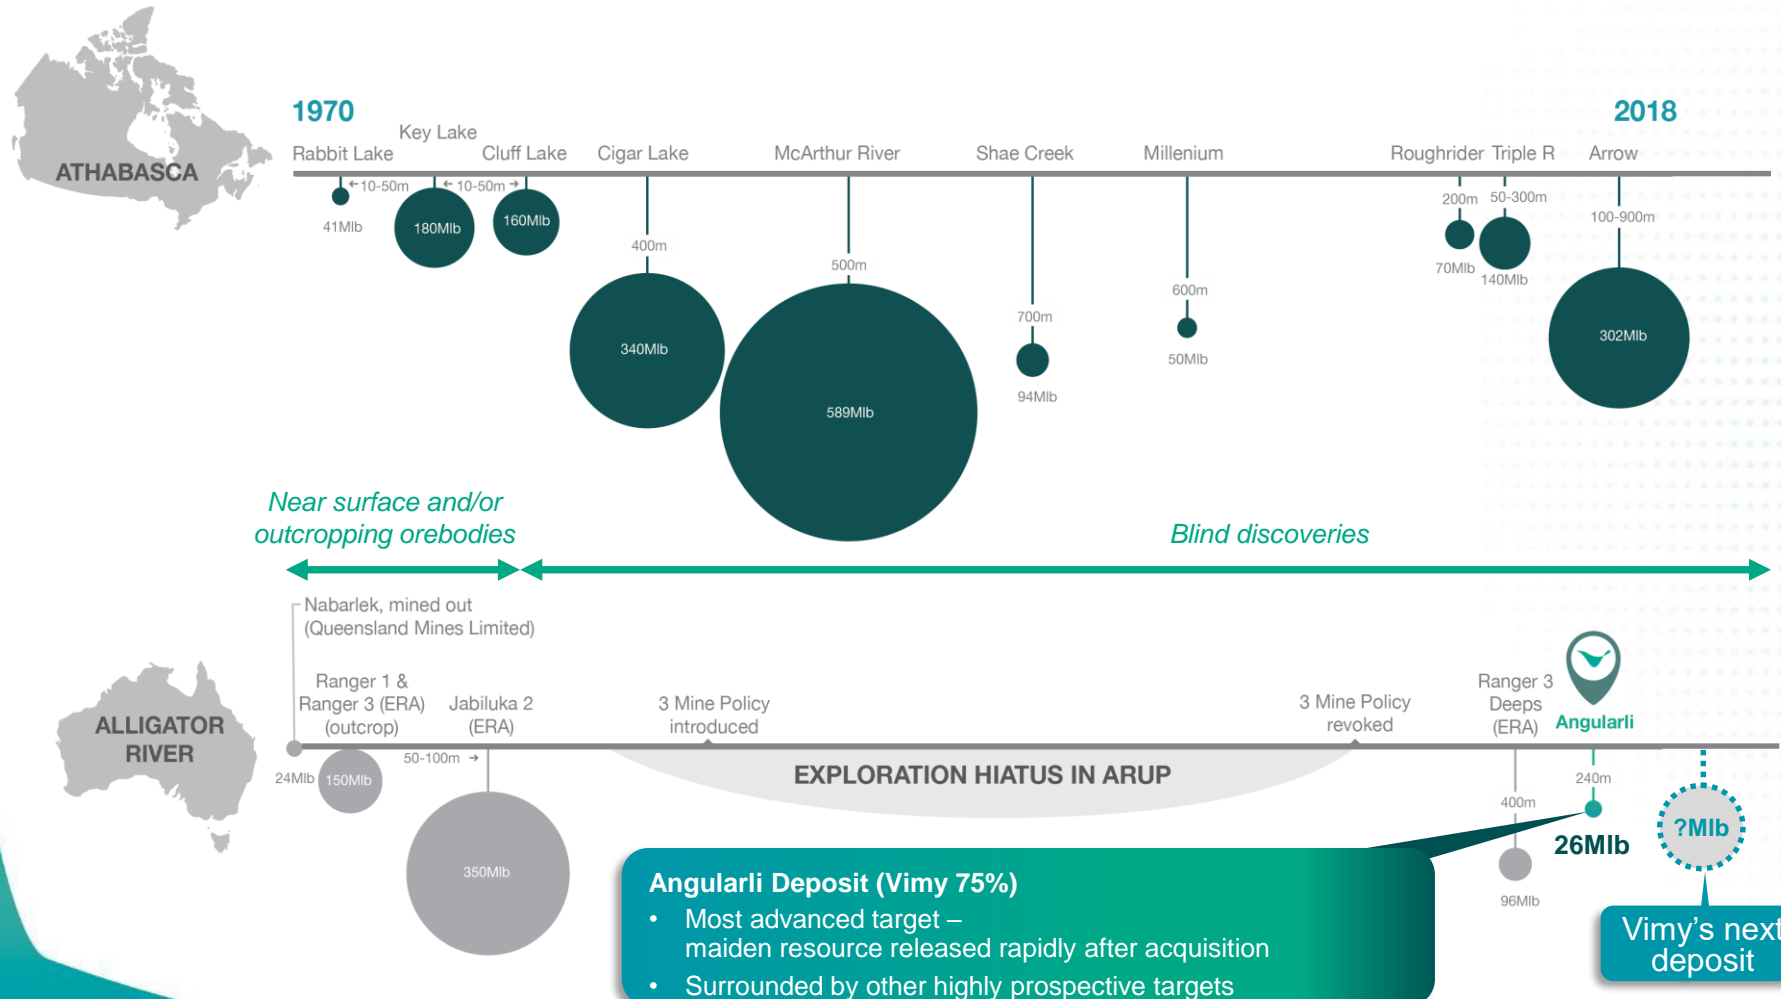 1970
2018
ATHABASCA
Rabbit Lake
Key Lake
Cluff Lake
Cigar Lake
McArthur River
Shae Creek
Millenium
Roughrider
Triple R
Arrow
←10-50m
←10-50m→
41Mlb
180Mlb
160Mlb
400m
340Mlb
500m
589Mlb
700m
94Mlb
600m
50Mlb
200m
70Mlb
50-300m
140Mlb
100-900m
302Mlb
Near surface and/or
outcropping orebodies
Blind discoveries
ALLIGATOR
RIVER
Nabarlek, mined out
(Queensland Mines Limited)
24Mlb
Ranger 1 &
Ranger 3 (ERA)
(outcrop)
150Mlb
Jabiluka 2
(ERA)
50-100m →
350Mlb
3 Mine Policy
introduced
EXPLORATION HIATUS IN ARUP
3 Mine Policy
revoked
Ranger 3
Deeps
(ERA)
400m
96Mlb
Angularli
240m
26Mlb
?Mlb
Vimy’s next
deposit
Angularli Deposit (Vimy 75%)
• Most advanced target –
maiden resource released rapidly after acquisition
• Surrounded by other highly prospective targets